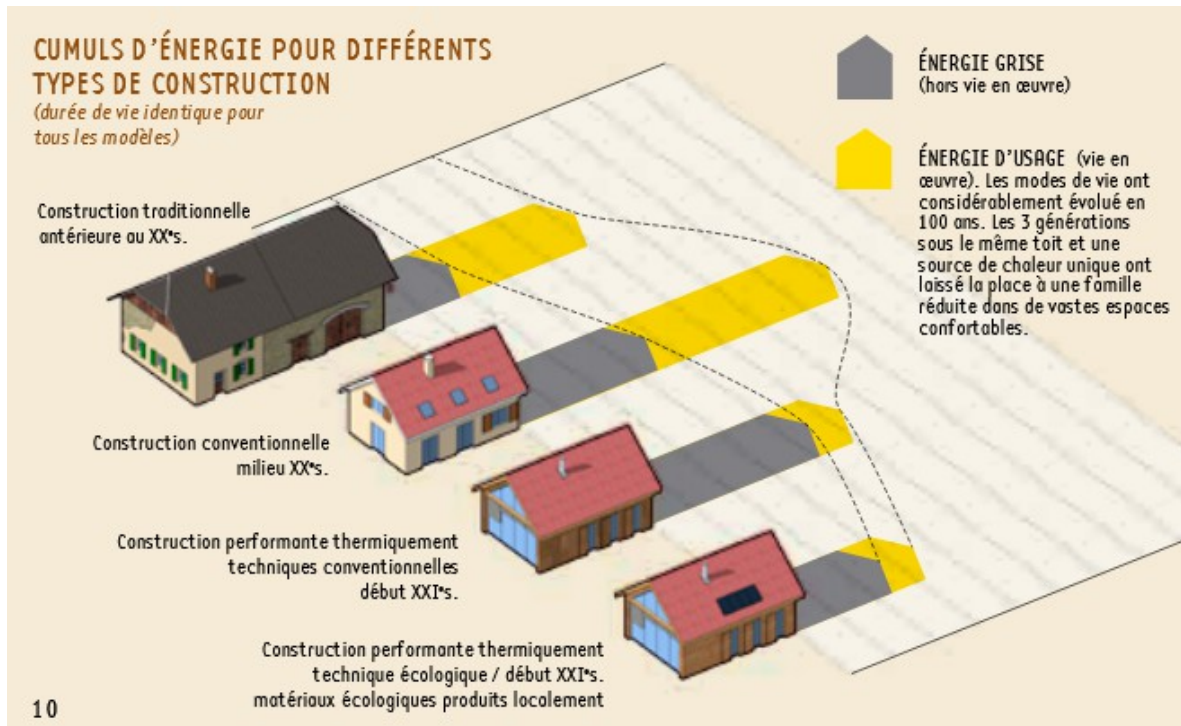 CUMULS D'ÉNERGIE POUR DIFFÉRENTS
TYPES DE CONSTRUCTION
(durée de vie identique pour
tous les modèles)
ÉNERGIE GRISE
(hors vie en œuvre)
ÉNERGIE D'USAGE (vie en
œuvre). Les modes de vie ont
considérablement évolué en
100 ans. Les 3 générations
sous le même toit et une
source de chaleur unique ont
laissé la place à une famille
réduite dans de vastes espaces
confortables.
Construction traditionnelle
antérieure au XX°s.
Construction conventionnelle
milieu XX°s.
Construction performante thermiquement
techniques conventionnelles
début XXI°s.
Construction performante thermiquement
technique écologique / début XXI°s.
matériaux écologiques produits localement
10